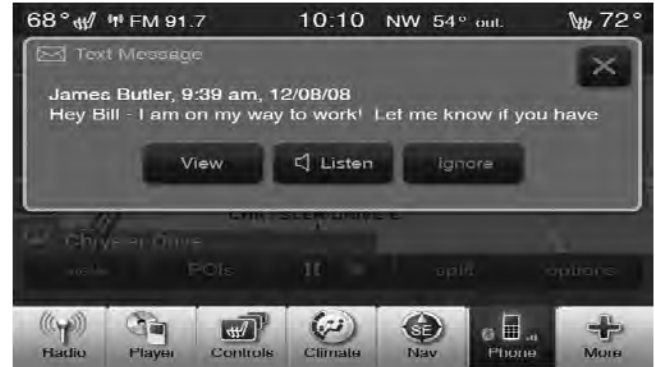 68° FM 91.7 10:10 NW 54° out. 72°
Text Message
James Butler, 9:39 am, 12/08/08
Hey Bill - I am on my way to work! Let me know if you have
View Listen Ignore
CHRYSLER DRIVE E
Chrysler Drive
POIs split options
Radio Player Controls Climate SE Nav Phone More